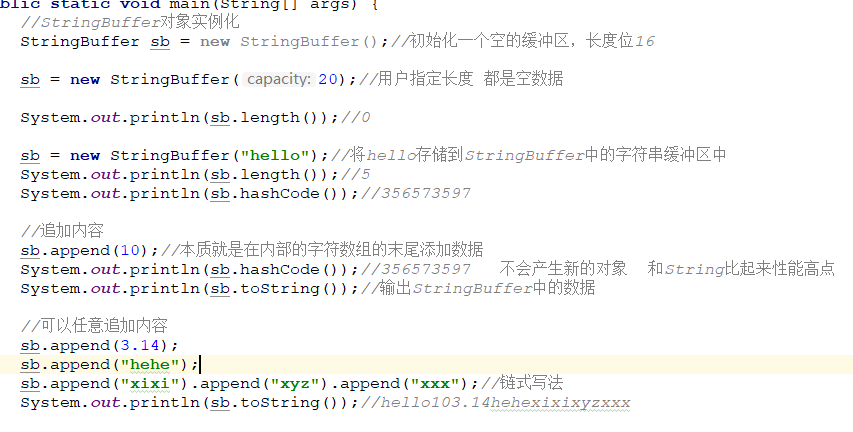 blic static void main(String[] args) {
//StringBuffer对象实例化
StringBuffer sb = new StringBuffer();//初始化一个空的缓冲区，长度位16
sb = new StringBuffer( capacity: 20);//用户指定长度 都是空数据
System.out.println(sb.length());//0
sb = new StringBuffer("hello");//将hello存储到StringBuffer中的字符串缓冲区中
System.out.println(sb.length());//5
System.out.println(sb.hashCode());//356573597
//追加内容
sb.append(10);//本质就是在内部的字符数组的末尾添加数据
System.out.println(sb.hashCode());//356573597 不会产生新的对象 和String比起来性能高点
System.out.println(sb.toString());//输出StringBuffer中的数据
//可以任意追加内容
sb.append(3.14);
sb.append("hehe");
sb.append("xixi").append("xyz").append("xxx");//链式写法
System.out.println(sb.toString());//hello103.14hehexixixyzxxx